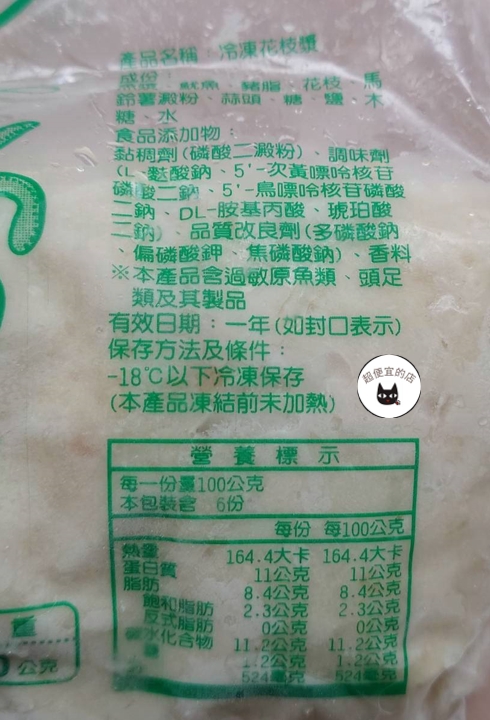 產品名稱：冷凍花枝漿
成份：
魚漿、魷魚、豬脂、花枝、馬
鈴薯澱粉、蒜頭、糖、鹽、木
糖、水
食品添加物：
黏稠劑(磷酸二澱粉)、調味劑
(L-麩酸鈉、5'-次黃嘌呤核苷
磷酸二鈉、5'-鳥嘌呤核苷磷酸
二鈉、DL-胺基丙酸、琥珀酸
二鈉)、品質改良劑(多磷酸鈉
、偏磷酸鉀、焦磷酸鈉)、香料
※本產品含過敏原魚類、頭足
類及其製品
有效日期：一年(如封口表示)
保存方法及條件：
-18℃以下冷凍保存
(本產品凍結前未加熱)
超便宜的店
營養標示
每一份量100公克
本包裝含 6份
每份 每100公克
熱量 164.4大卡 164.4大卡
蛋白質 11公克 11公克
脂肪 8.4公克 8.4公克
飽和脂肪 2.3公克 2.3公克
反式脂肪 0公克 0公克
碳水化合物 11.2公克 11.2公克
1.2公克 1.2公克
524毫克 524毫克
量
0公克